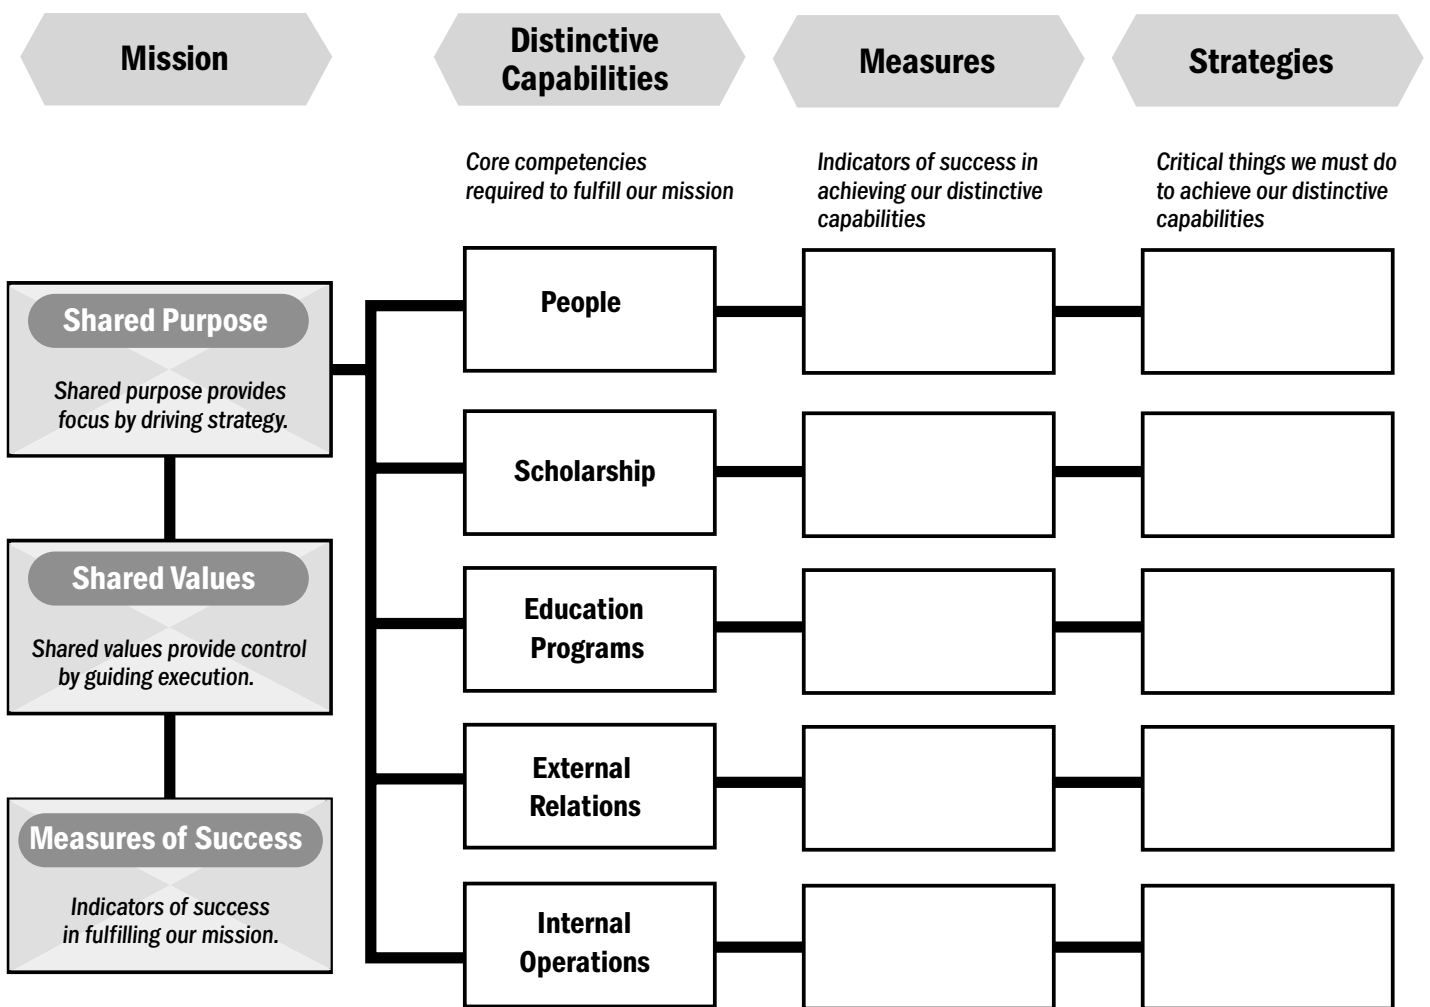 Mission
Distinctive
Capabilities
Measures
Strategies
Core competencies
required to fulfill our mission
Indicators of success in
achieving our distinctive
capabilities
Critical things we must do
to achieve our distinctive
capabilities
Shared Purpose
Shared purpose provides
focus by driving strategy.
Shared Values
Shared values provide control
by guiding execution.
Measures of Success
Indicators of success
in fulfilling our mission.
People
Scholarship
Education
Programs
External
Relations
Internal
Operations